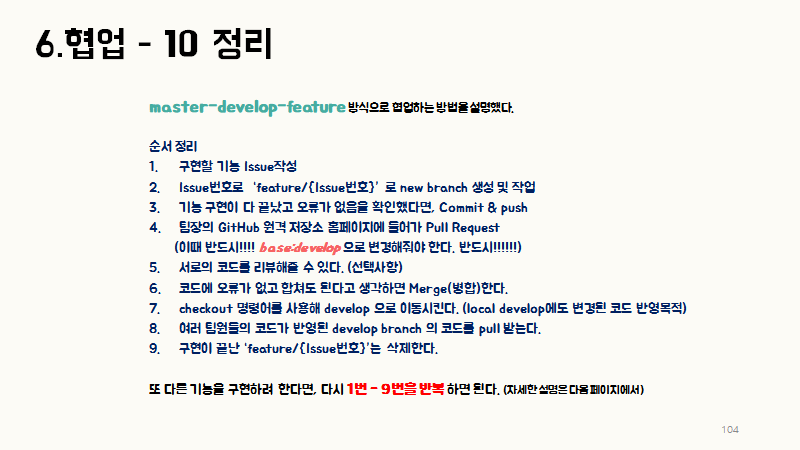 6.협업 - 10 정리
master-develop-feature 방식으로 협업하는 방법을 설명했다.
순서 정리
1. 구현할 기능 Issue작성
2. Issue번호로 'feature/{Issue번호}' 로 new branch 생성 및 작업
3. 기능 구현이 다 끝났고 오류가 없음을 확인했다면, Commit & push
4. 팀장의 GitHub 원격 저장소 홈페이지에 들어가 Pull Request
(이때 반드시!!!! base:develop 으로 변경해줘야 한다. 반드시!!!!!!)
5. 서로의 코드를 리뷰해줄 수 있다. (선택사항)
6. 코드에 오류가 없고 합쳐도 된다고 생각하면 Merge(병합)한다.
7. checkout 명령어를 사용해 develop 으로 이동시킨다. (local develop에도 변경된 코드 반영목적)
8. 여러 팀원들의 코드가 반영된 develop branch 의 코드를 pull 받는다.
9. 구현이 끝난 'feature/{Issue번호}'는 삭제한다.
또 다른 기능을 구현하려 한다면, 다시 1번 - 9번을 반복 하면 된다. (자세한 설명은 다음 페이지에서)
104